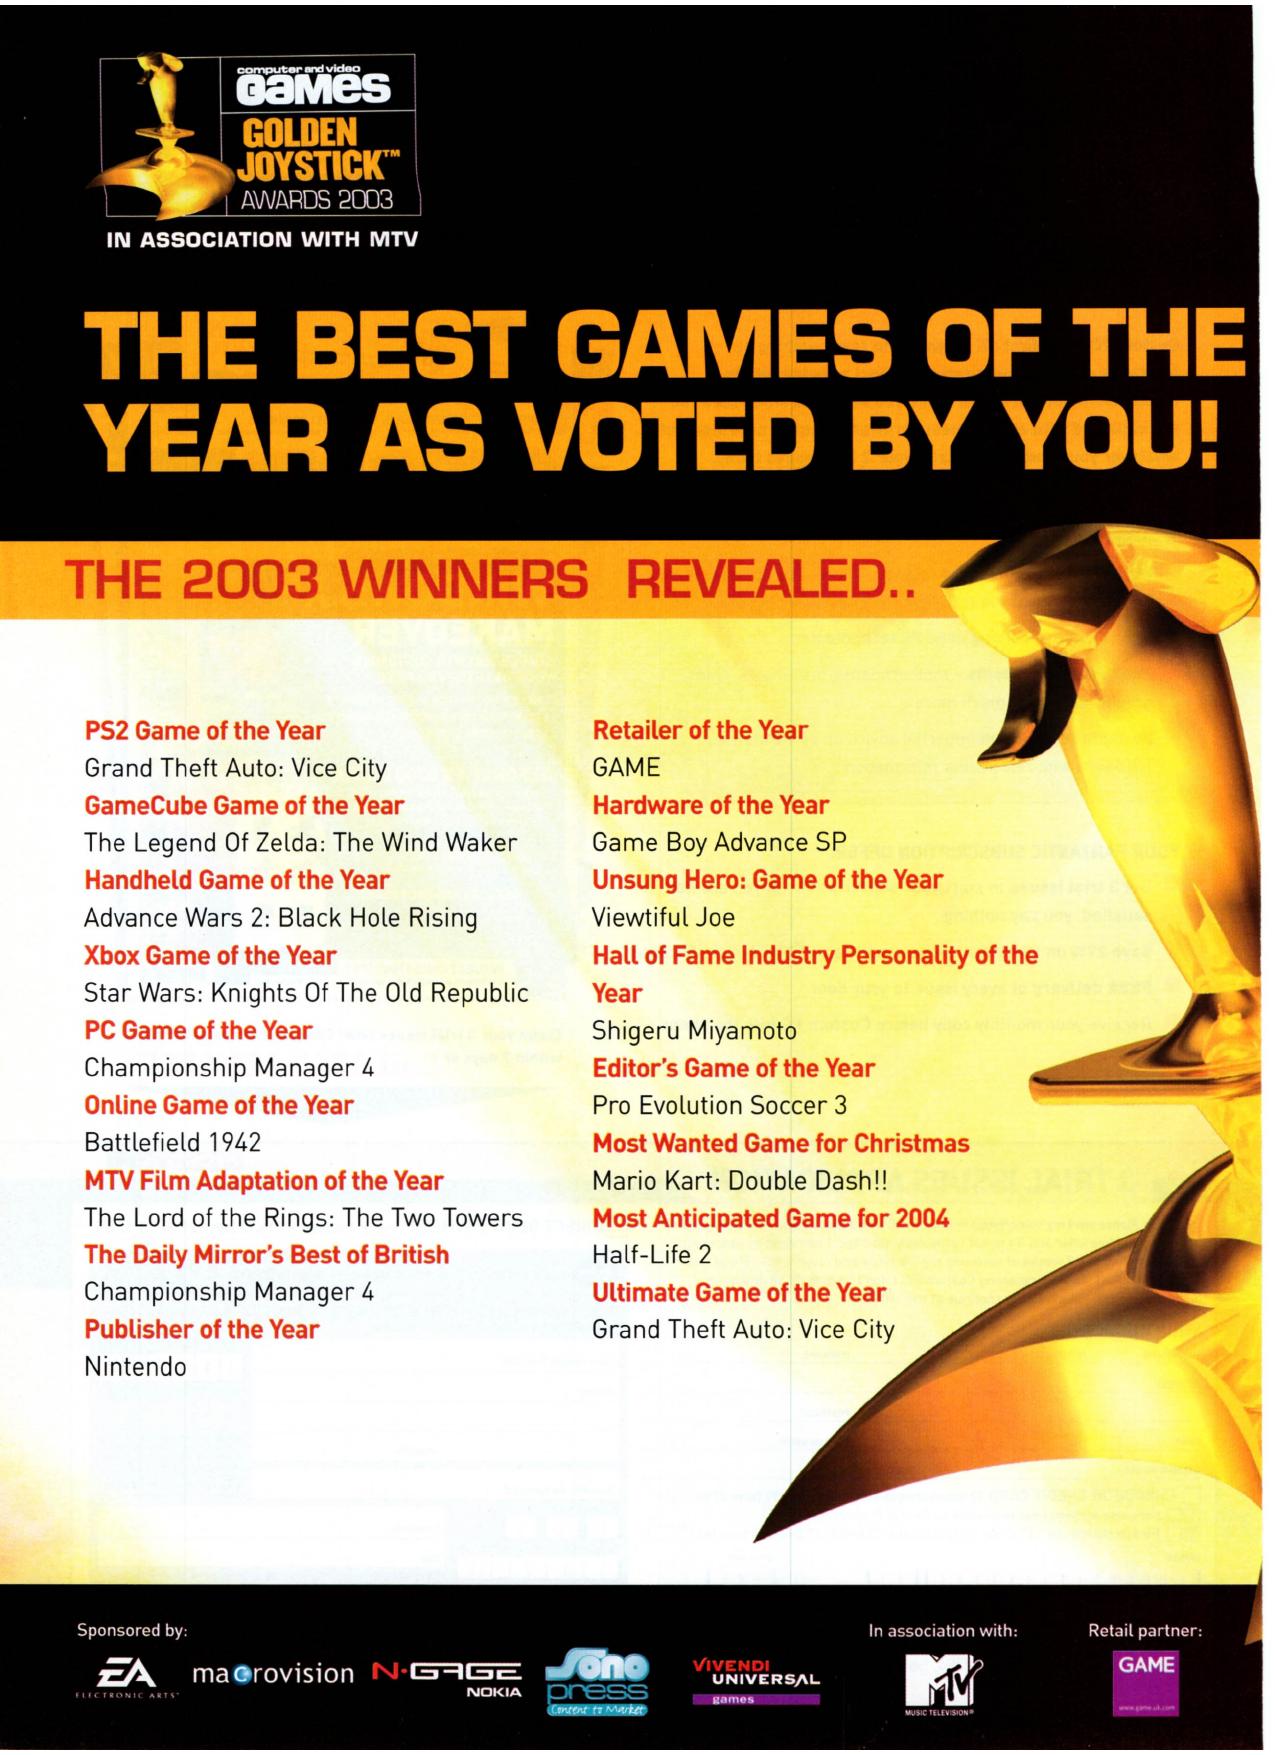 computer and video
games
GOLDEN
JOYSTICK™
AWARDS 2003
IN ASSOCIATION WITH MTV
THE BEST GAMES OF THE
YEAR AS VOTED BY YOU!
THE 2003 WINNERS REVEALED..
PS2 Game of the Year
Grand Theft Auto: Vice City
GameCube Game of the Year
The Legend Of Zelda: The Wind Waker
Handheld Game of the Year
Advance Wars 2: Black Hole Rising
Xbox Game of the Year
Star Wars: Knights Of The Old Republic
PC Game of the Year
Championship Manager 4
Online Game of the Year
Battlefield 1942
MTV Film Adaptation of the Year
The Lord of the Rings: The Two Towers
The Daily Mirror's Best of British
Championship Manager 4
Publisher of the Year
Nintendo
Retailer of the Year
GAME
Hardware of the Year
Game Boy Advance SP
Unsung Hero: Game of the Year
Viewtiful Joe
Hall of Fame Industry Personality of the
Year
Shigeru Miyamoto
Editor's Game of the Year
Pro Evolution Soccer 3
Most Wanted Game for Christmas
Mario Kart: Double Dash!!
Most Anticipated Game for 2004
Half-Life 2
Ultimate Game of the Year
Grand Theft Auto: Vice City
Sponsored by:
EA
ELECTRONIC ARTS™
macrovision
N·GAGE
NOKIA
Sono
press
Content to Market
VIVENDI
UNIVERSAL
games
In association with:
MTV
MUSIC TELEVISION®
Retail partner:
GAME
www.game.uk.com